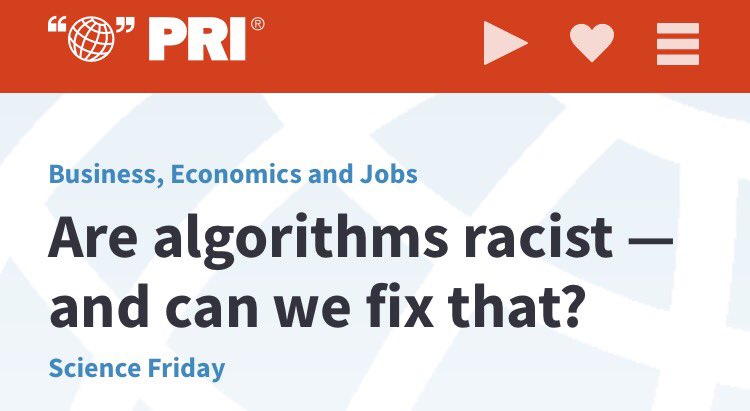 “ ” PRI®
Business, Economics and Jobs
Are algorithms racist —
and can we fix that?
Science Friday